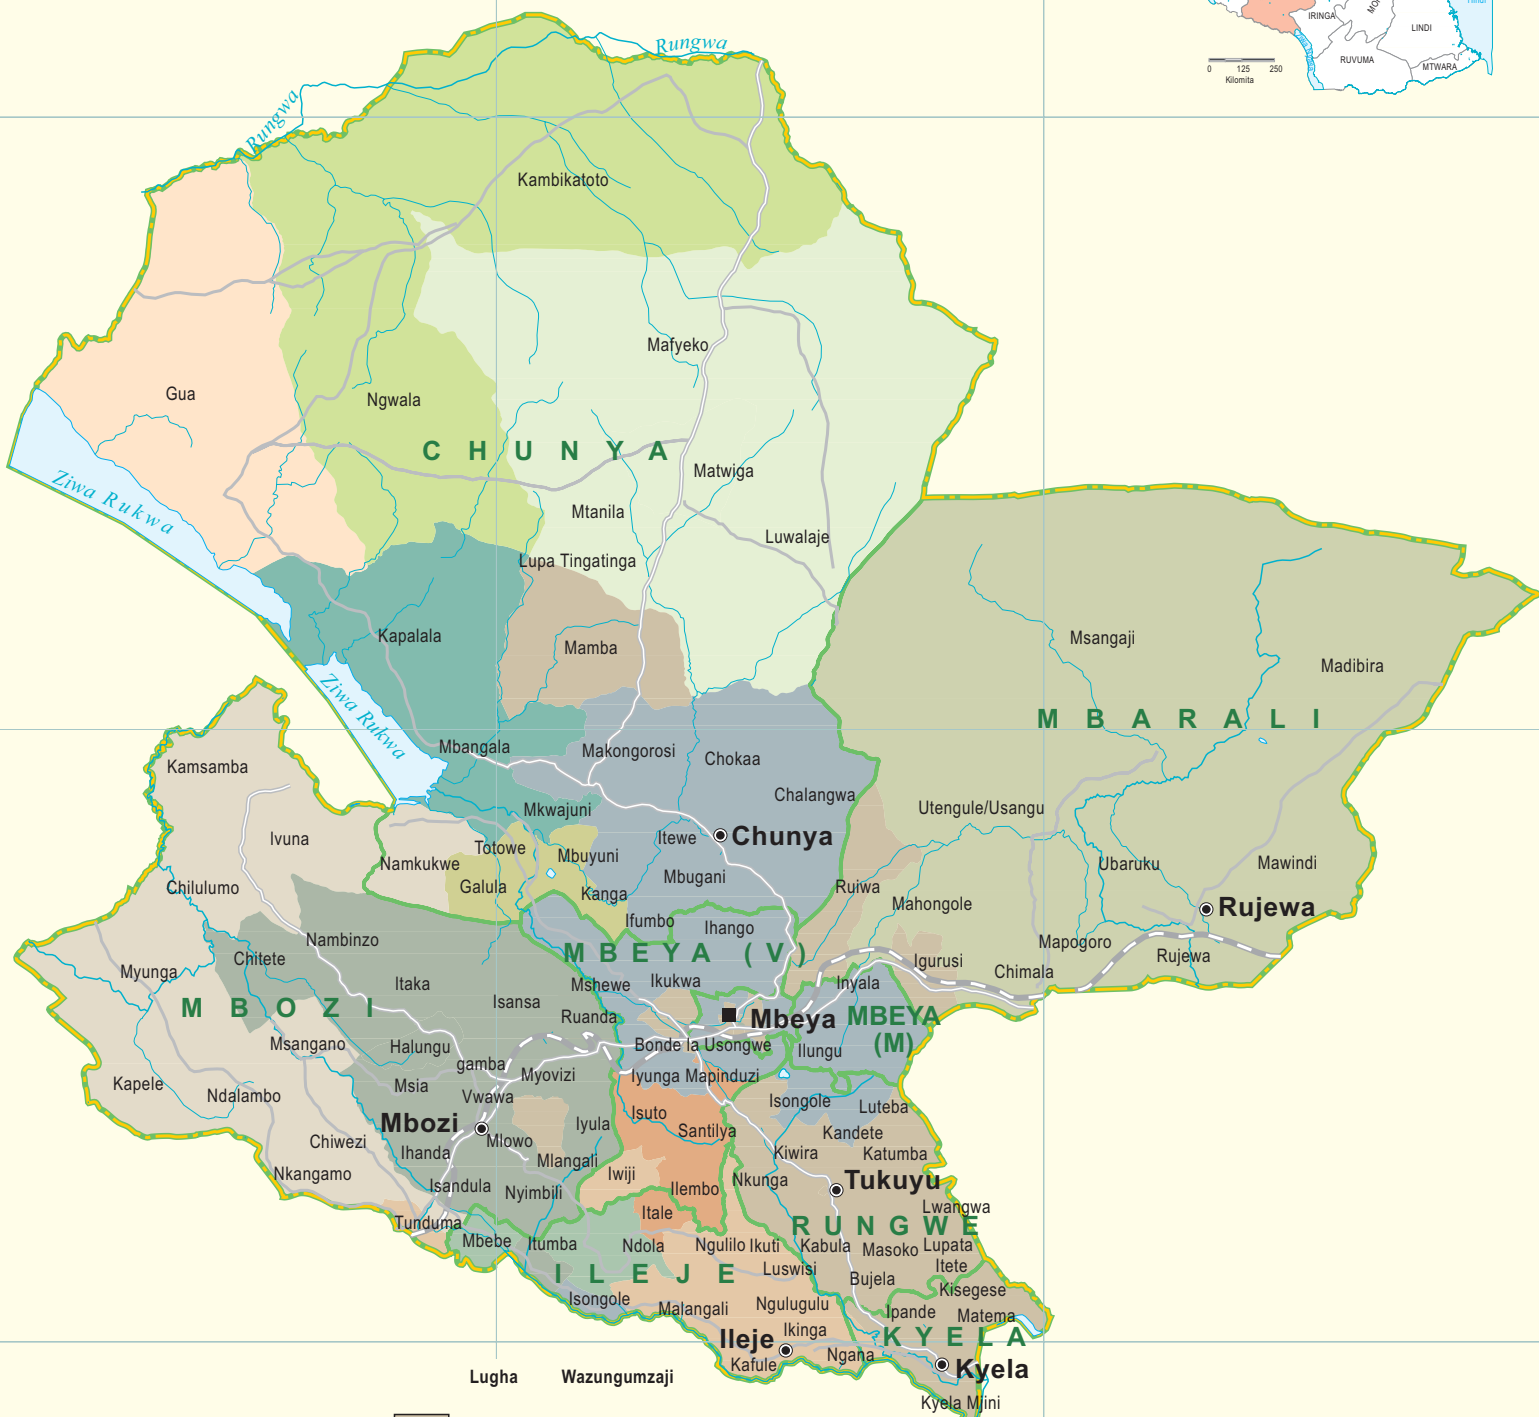 Hindi
IRINGA
LINDI
RUVUMA
MTWARA
0 125 250
Kilomita
Rungwa
Rungwa
Kambikatoto
Mafyeko
Gua
Ngwala
C H U N Y A
Matwiga
Ziwa Rukwa
Mtanila
Luwalaje
Lupa Tingatinga
Kapalala
Mamba
Msangaji
Madibira
Ziwa Rukwa
M B A R A L I
Mbangala
Makongorosi
Chokaa
Kamsamba
Chalangwa
Utengule/Usangu
Mkwajuni
Ivuna
Itewe
Chunya
Totowe
Mbuyuni
Namkukwe
Ubaruku
Mawindi
Mbugani
Chilulumo
Galula
Kanga
Ruiwa
Mahongole
Rujewa
Ifumbo
Ihango
Nambinzo
Mapogoro
M B E Y A ( V )
Chitete
Igurusi
Rujewa
Myunga
Chimala
Itaka
Mshewe
Ikukwa
Inyala
M B O Z I
Isansa
Ruanda
Mbeya
MBEYA
(M)
Msangano
Halungu
Bonde la Usongwe
Ilungu
gamba
Myovizi
Iyunga Mapinduzi
Kapele
Ndalambo
Msia
Vwawa
Isongole
Luteba
Isuto
Mbozi
Iyula
Santilya
Kandete
Chiwezi
Mlowo
Ihanda
Kiwira
Katumba
Mlangali
Nkangamo
Iwiji
Nkunga
Tukuyu
Isandula
Nyimbili
Ilembo
Lwangwa
Itale
Tunduma
R U N G W E
Mbebe
Itumba
Ndola
Ngulilo
Ikuti
Kabula
Masoko
Lupata
Itete
I L E J E
Luswisi
Bujela
Kisegese
Isongole
Malangali
Ngulugulu
Ipande
Matema
Ikinga
K Y E L A
Ileje
Ngana
Kafule
Kyela
Lugha Wazungumzaji
Kyela Mjini